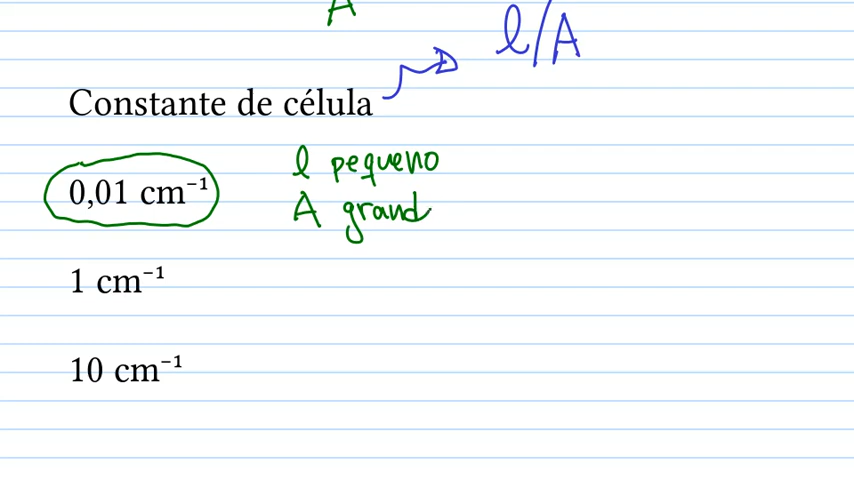 A
l/A
Constante de célula
l pequeno
0,01 cm⁻¹
A grand
1 cm⁻¹
10 cm⁻¹